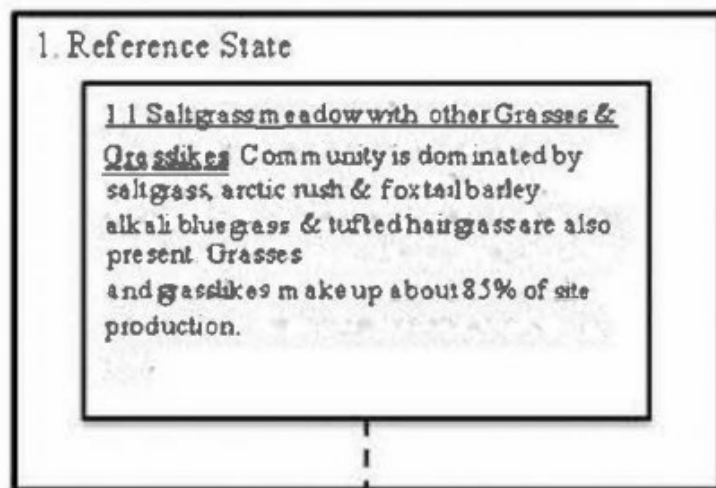 1. Reference State
1.1 Saltgrass meadow with other Grasses &
Grasslikes Community is dominated by
saltgrass, arctic rush & foxtail barley
alkali bluegrass & tufted hairgrass are also
present. Grasses
and grasslikes make up about 85% of site
production.